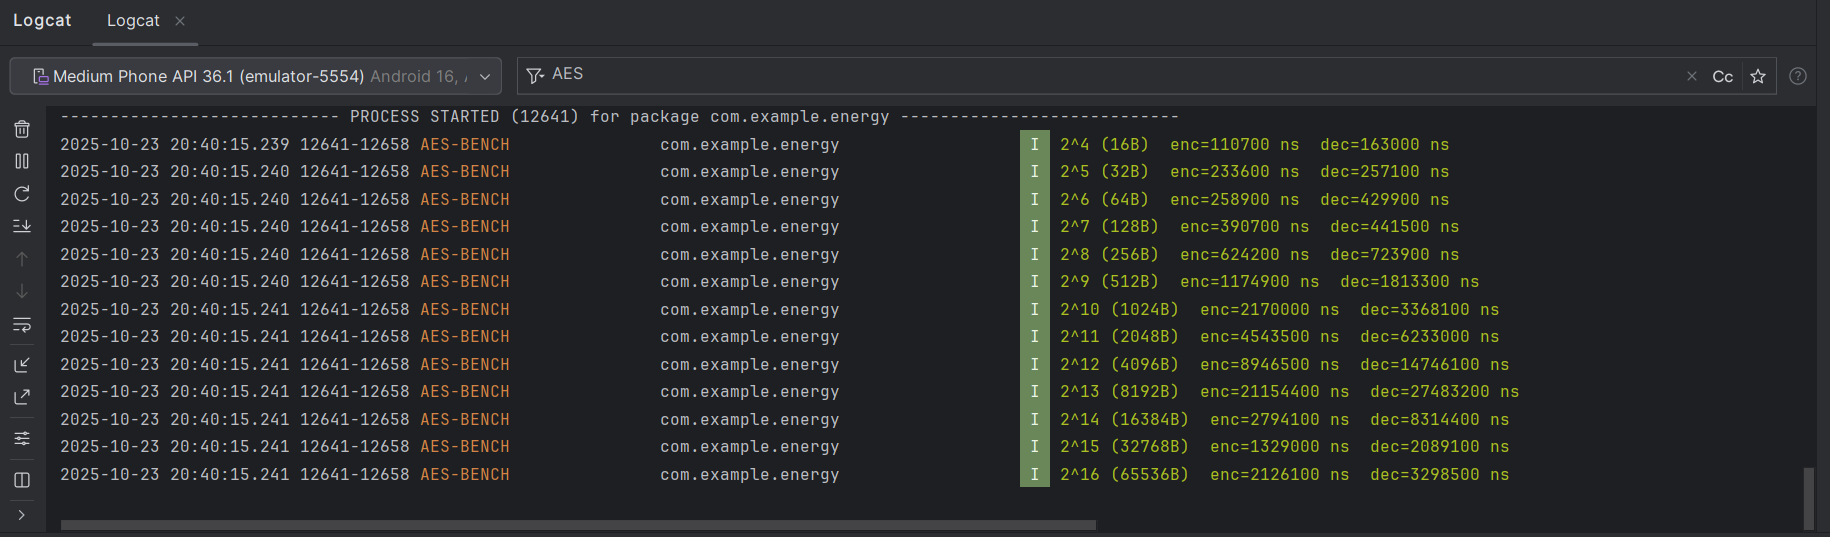 Logcat Logcat ×
Medium Phone API 36.1 (emulator-5554) Android 16, AES × Cc ?
---------------------------- PROCESS STARTED (12641) for package com.example.energy ----------------------------
2025-10-23 20:40:15.239 12641-12658 AES-BENCH com.example.energy I 2^4 (16B) enc=110700 ns dec=163000 ns
2025-10-23 20:40:15.240 12641-12658 AES-BENCH com.example.energy I 2^5 (32B) enc=233600 ns dec=257100 ns
2025-10-23 20:40:15.240 12641-12658 AES-BENCH com.example.energy I 2^6 (64B) enc=258900 ns dec=429900 ns
2025-10-23 20:40:15.240 12641-12658 AES-BENCH com.example.energy I 2^7 (128B) enc=390700 ns dec=441500 ns
2025-10-23 20:40:15.240 12641-12658 AES-BENCH com.example.energy I 2^8 (256B) enc=624200 ns dec=723900 ns
2025-10-23 20:40:15.240 12641-12658 AES-BENCH com.example.energy I 2^9 (512B) enc=1174900 ns dec=1813300 ns
2025-10-23 20:40:15.241 12641-12658 AES-BENCH com.example.energy I 2^10 (1024B) enc=2170000 ns dec=3368100 ns
2025-10-23 20:40:15.241 12641-12658 AES-BENCH com.example.energy I 2^11 (2048B) enc=4543500 ns dec=6233000 ns
2025-10-23 20:40:15.241 12641-12658 AES-BENCH com.example.energy I 2^12 (4096B) enc=8946500 ns dec=14746100 ns
2025-10-23 20:40:15.241 12641-12658 AES-BENCH com.example.energy I 2^13 (8192B) enc=21154400 ns dec=27483200 ns
2025-10-23 20:40:15.241 12641-12658 AES-BENCH com.example.energy I 2^14 (16384B) enc=2794100 ns dec=8314400 ns
2025-10-23 20:40:15.241 12641-12658 AES-BENCH com.example.energy I 2^15 (32768B) enc=1329000 ns dec=2089100 ns
2025-10-23 20:40:15.241 12641-12658 AES-BENCH com.example.energy I 2^16 (65536B) enc=2126100 ns dec=3298500 ns